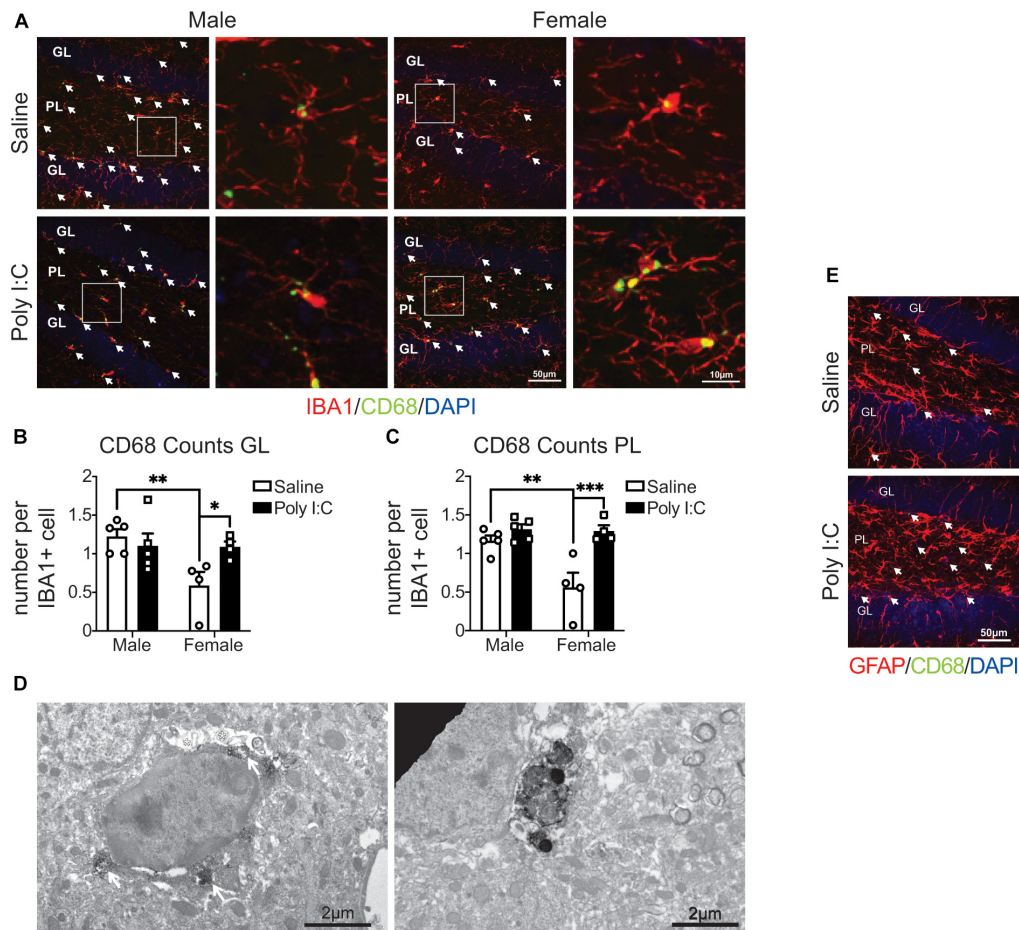 A
Male
Female
Saline
GL
PL
GL
GL
PL
GL
Poly I:C
GL
PL
GL
GL
PL
GL
50µm
10µm
IBA1/CD68/DAPI
B
CD68 Counts GL
number per
IBA1+ cell
2
1.5
1
0.5
0
**
*
Saline
Poly I:C
Male
Female
C
CD68 Counts PL
number per
IBA1+ cell
2
1.5
1
0.5
0
**
***
Saline
Poly I:C
Male
Female
D
2µm
2µm
E
Saline
GL
PL
GL
Poly I:C
GL
PL
GL
50µm
GFAP/CD68/DAPI